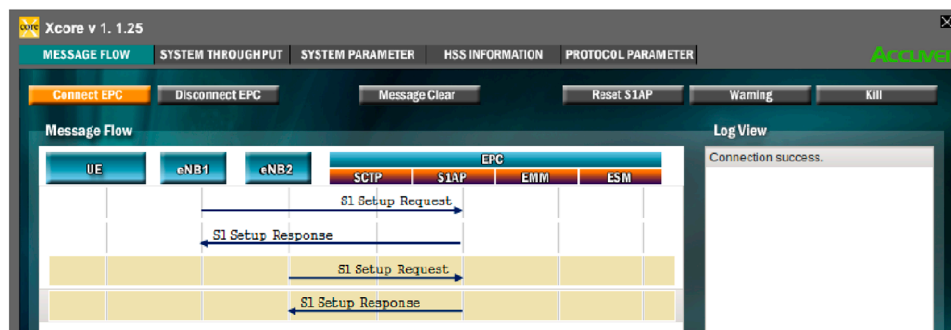 core Xcore v 1. 1.25
MESSAGE FLOW SYSTEM THROUGHPUT SYSTEM PARAMETER HSS INFORMATION PROTOCOL PARAMETER
Accuver
Connect EPC Disconnect EPC Message Clear Reset S1AP Warning Kill
Message Flow
Log View
UE eNB1 eNB2 EPC
SCTP S1AP EMM ESM
Connection success.
S1 Setup Request
S1 Setup Response
S1 Setup Request
S1 Setup Response